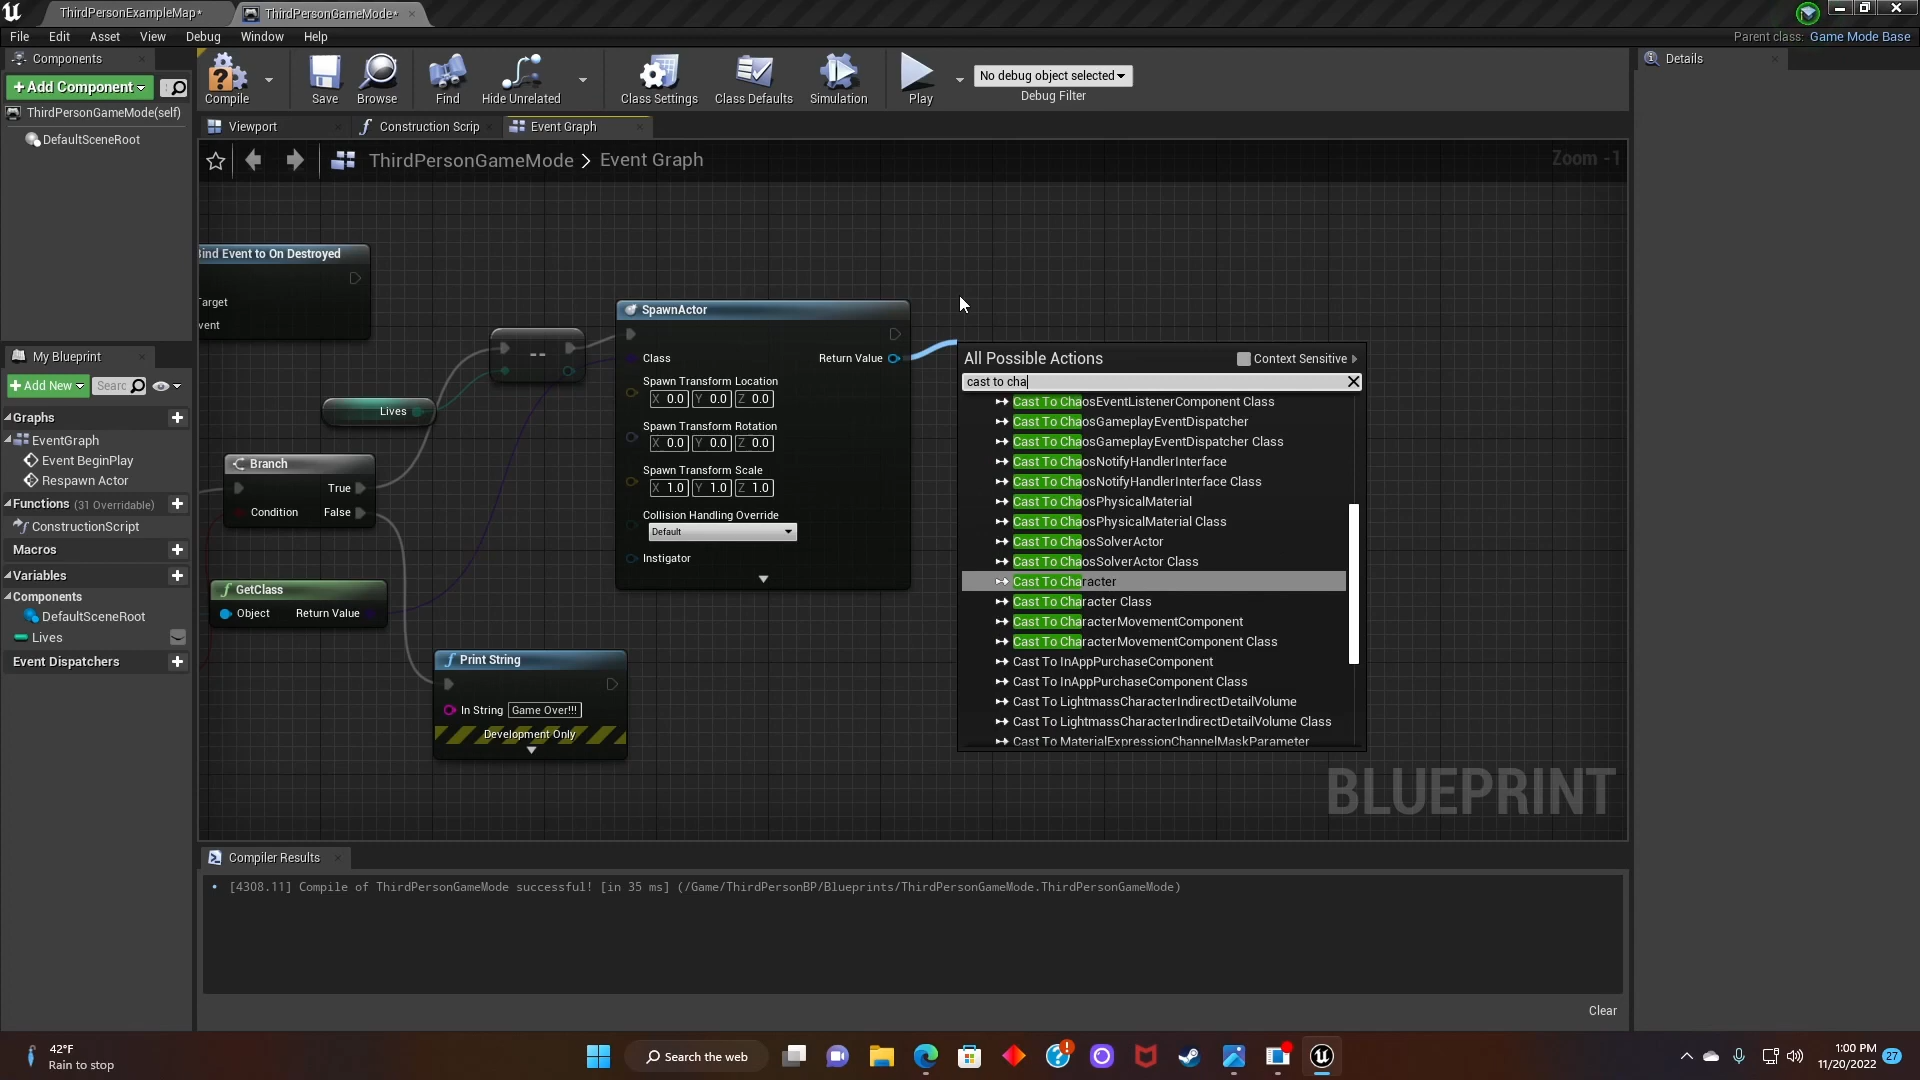 ThirdPersonExampleMap*
ThirdPersonGameMode*
File Edit Asset View Window Debug Help
Parent class: Game Mode Base
Components
+Add Component
ThirdPersonGameMode(self)
DefaultSceneRoot
Compile
Save
Browse
Find
Hide Unrelated
Class Settings
Class Defaults
Simulation
Play
No debug object selected
Debug Filter
Details
Viewport
Construction Scrip
Event Graph
ThirdPersonGameMode > Event Graph
Zoom -1
My Blueprint
+Add New
Searc
Graphs
EventGraph
Event BeginPlay
Respawn Actor
Functions (31 Overridable)
ConstructionScript
Macros
Variables
Components
DefaultSceneRoot
Lives
Event Dispatchers
Bind Event to On Destroyed
Target
vent
--
Lives
Branch
True
Condition False
GetClass
Object Return Value
Print String
In String Game Over!!!
Development Only
SpawnActor
Class Return Value
Spawn Transform Location
X 0.0 Y 0.0 Z 0.0
Spawn Transform Rotation
X 0.0 Y 0.0 Z 0.0
Spawn Transform Scale
X 1.0 Y 1.0 Z 1.0
Collision Handling Override
Default
Instigator
All Possible Actions Context Sensitive
cast to cha
Cast To ChaosEventListenerComponent Class
Cast To ChaosGameplayEventDispatcher
Cast To ChaosGameplayEventDispatcher Class
Cast To ChaosNotifyHandlerInterface
Cast To ChaosNotifyHandlerInterface Class
Cast To ChaosPhysicalMaterial
Cast To ChaosPhysicalMaterial Class
Cast To ChaosSolverActor
Cast To ChaosSolverActor Class
Cast To Character
Cast To Character Class
Cast To CharacterMovementComponent
Cast To CharacterMovementComponent Class
Cast To InAppPurchaseComponent
Cast To InAppPurchaseComponent Class
Cast To LightmassCharacterIndirectDetailVolume
Cast To LightmassCharacterIndirectDetailVolume Class
Cast To MaterialExpressionChannelMaskParameter
BLUEPRINT
Compiler Results
[4308.11] Compile of ThirdPersonGameMode successful! [in 35 ms] (/Game/ThirdPersonBP/Blueprints/ThirdPersonGameMode.ThirdPersonGameMode)
Clear
42°F
Rain to stop
Search the web
1:00 PM
11/20/2022
27